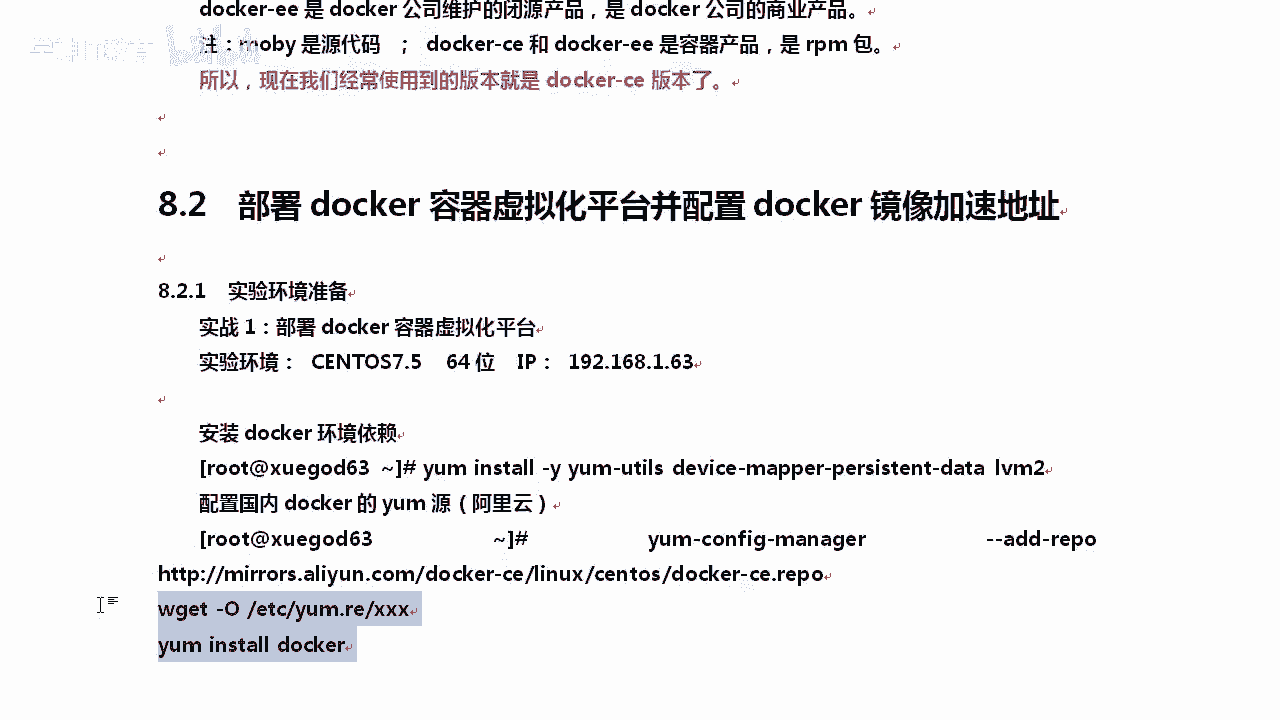 docker-ee 是 docker 公司维护的闭源产品，是 docker 公司的商业产品。
注：moby 是源代码 ； docker-ce 和 docker-ee 是容器产品，是 rpm 包。
所以，现在我们经常使用到的版本就是 docker-ce 版本了。
8.2 部署 docker 容器虚拟化平台并配置 docker 镜像加速地址
8.2.1 实验环境准备
实战 1：部署 docker 容器虚拟化平台
实验环境： CENTOS7.5 64 位 IP： 192.168.1.63
安装 docker 环境依赖
[root@xuegod63 ~]# yum install -y yum-utils device-mapper-persistent-data lvm2
配置国内 docker 的 yum 源（阿里云）
[root@xuegod63 ~]# yum-config-manager --add-repo
http://mirrors.aliyun.com/docker-ce/linux/centos/docker-ce.repo
wget -O /etc/yum.re/xxx
yum install docker